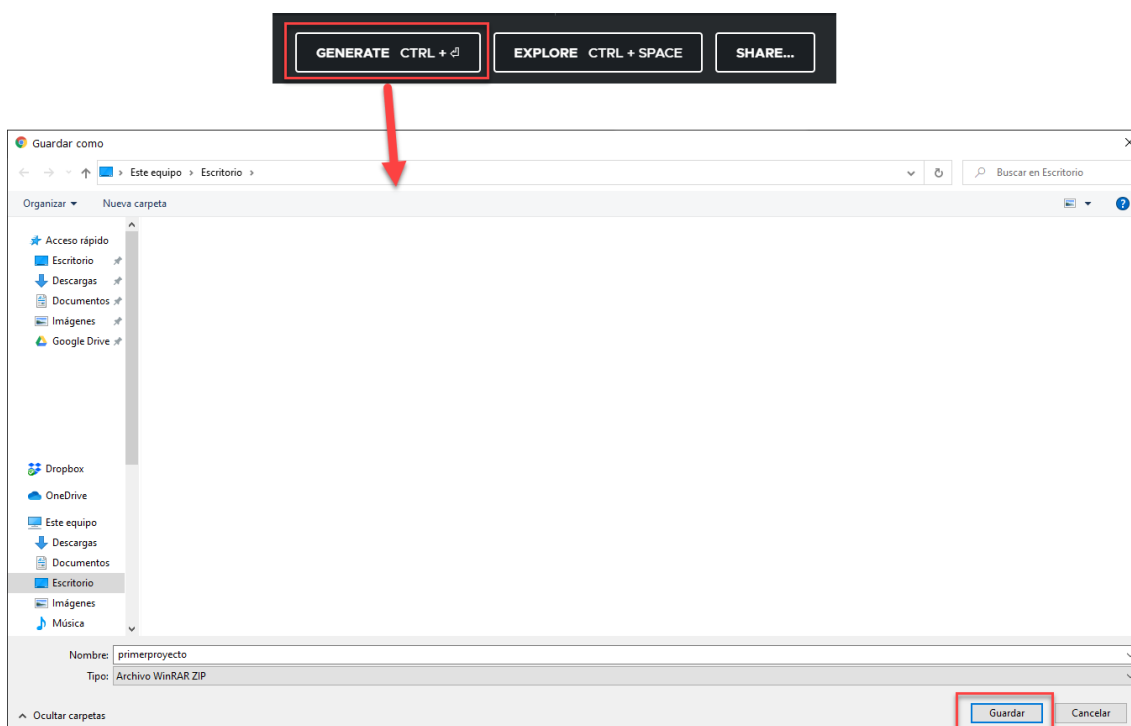 GENERATE CTRL + ⏎ EXPLORE CTRL + SPACE SHARE...
Guardar como
Este equipo > Escritorio >
Buscar en Escritorio
Organizar Nueva carpeta
?
Acceso rápido
Escritorio
Descargas
Documentos
Imágenes
Google Drive
Dropbox
OneDrive
Este equipo
Descargas
Documentos
Escritorio
Imágenes
Música
Nombre: primerproyecto
Tipo: Archivo WinRAR ZIP
Ocultar carpetas
Guardar Cancelar